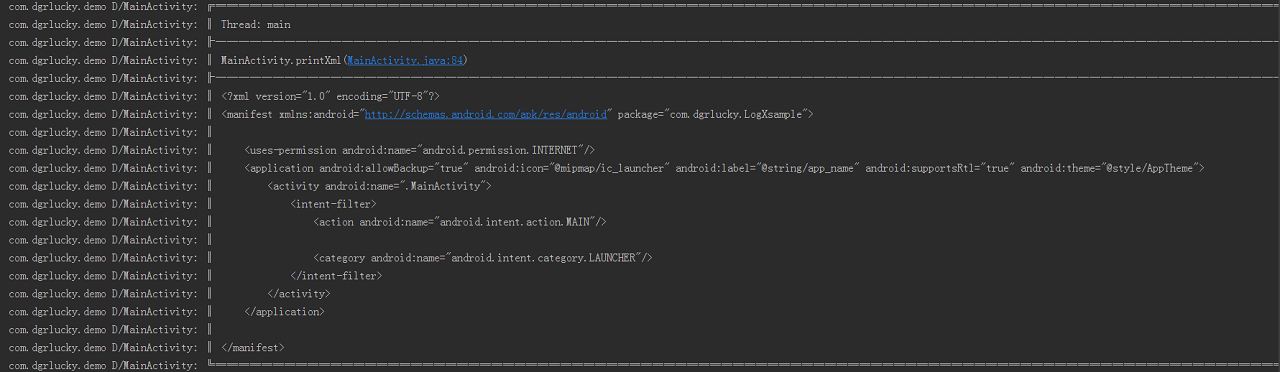 com.dgrlucky.demo D/MainActivity: ╔════════════════════════════════════════
com.dgrlucky.demo D/MainActivity: ║ Thread: main
com.dgrlucky.demo D/MainActivity: ╟────────────────────────────────────────
com.dgrlucky.demo D/MainActivity: ║ MainActivity.printXml(MainActivity.java:84)
com.dgrlucky.demo D/MainActivity: ╟────────────────────────────────────────
com.dgrlucky.demo D/MainActivity: ║ <?xml version="1.0" encoding="UTF-8"?>
com.dgrlucky.demo D/MainActivity: ║ <manifest xmlns:android="http://schemas.android.com/apk/res/android" package="com.dgrlucky.LogXsample">
com.dgrlucky.demo D/MainActivity: ║
com.dgrlucky.demo D/MainActivity: ║     <uses-permission android:name="android.permission.INTERNET"/>
com.dgrlucky.demo D/MainActivity: ║     <application android:allowBackup="true" android:icon="@mipmap/ic_launcher" android:label="@string/app_name" android:supportsRtl="true" android:theme="@style/AppTheme">
com.dgrlucky.demo D/MainActivity: ║         <activity android:name=".MainActivity">
com.dgrlucky.demo D/MainActivity: ║             <intent-filter>
com.dgrlucky.demo D/MainActivity: ║                 <action android:name="android.intent.action.MAIN"/>
com.dgrlucky.demo D/MainActivity: ║
com.dgrlucky.demo D/MainActivity: ║                 <category android:name="android.intent.category.LAUNCHER"/>
com.dgrlucky.demo D/MainActivity: ║             </intent-filter>
com.dgrlucky.demo D/MainActivity: ║         </activity>
com.dgrlucky.demo D/MainActivity: ║     </application>
com.dgrlucky.demo D/MainActivity: ║
com.dgrlucky.demo D/MainActivity: ║ </manifest>
com.dgrlucky.demo D/MainActivity: ╚════════════════════════════════════════